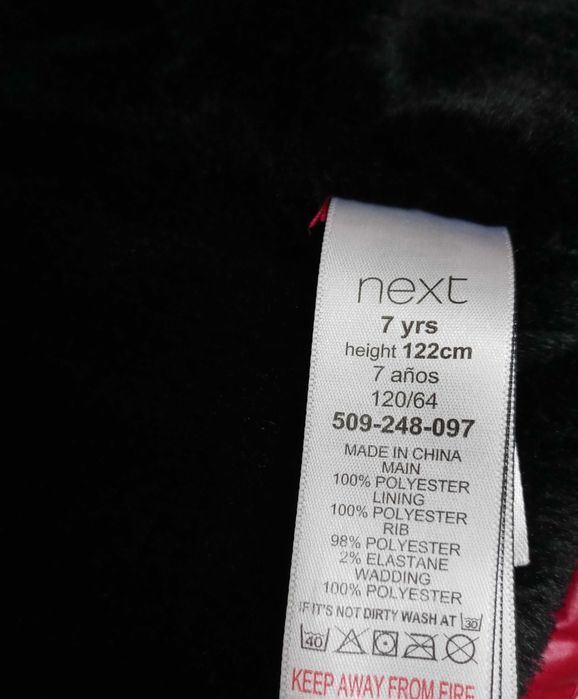 next
7 yrs
height 122cm
7 años
120/64
509-248-097
MADE IN CHINA
MAIN
100% POLYESTER
LINING
100% POLYESTER
RIB
98% POLYESTER
2% ELASTANE
WADDING
100% POLYESTER
IF IT'S NOT DIRTY WASH AT 30
40
KEEP AWAY FROM FIRE